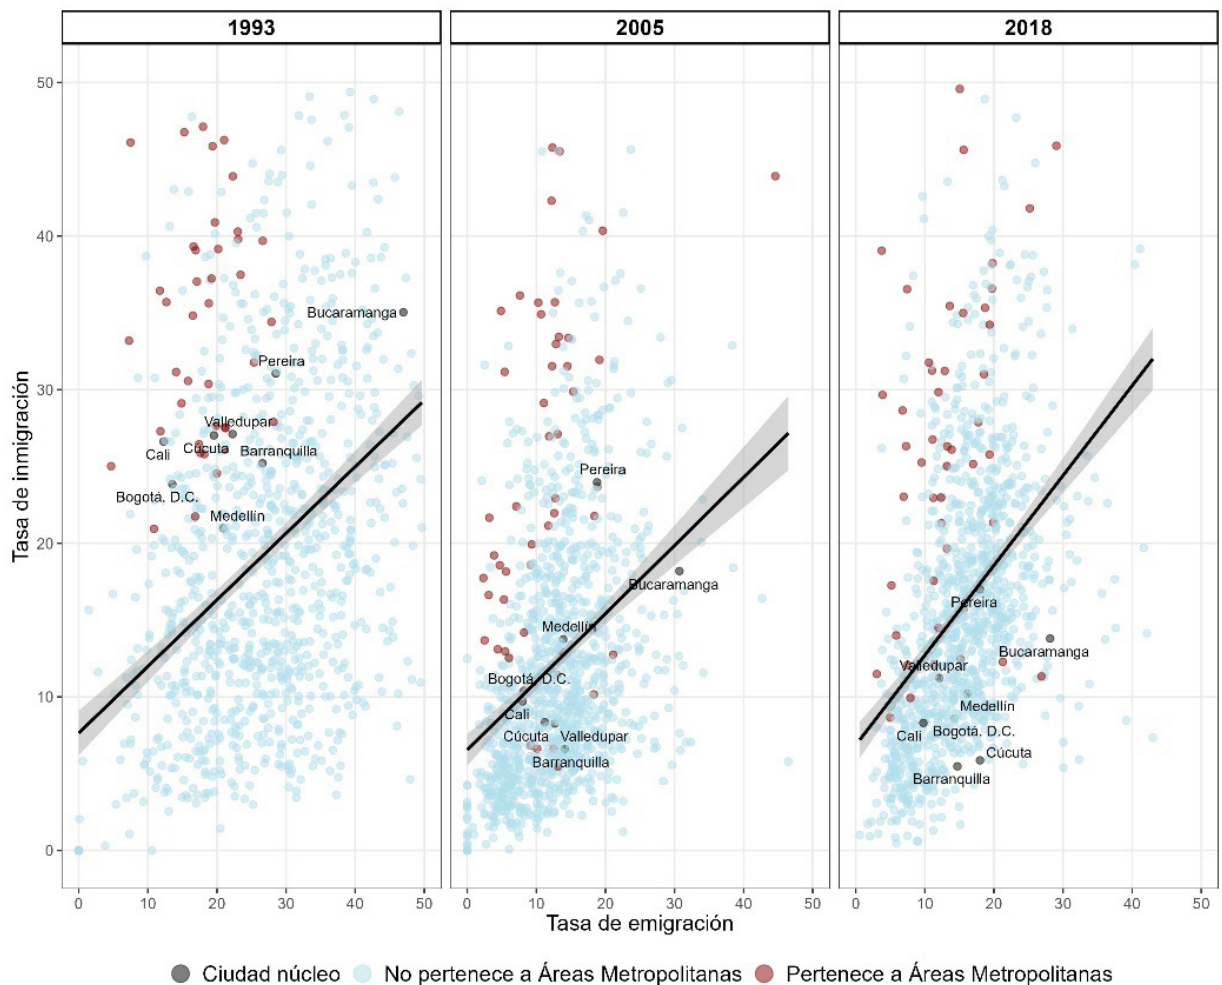 1993 2005 2018
50
40
30
20
10
0
Tasa de inmigración
Bucaramanga
Pereira
Valledupar
Cali
Cúcuta
Barranquilla
Bogotá, D.C.
Medellín
Pereira
Bucaramanga
Medellín
Bogotá, D.C.
Cali
Cúcuta
Valledupar
Barranquilla
Pereira
Bucaramanga
Valledupar
Medellín
Cali
Bogotá, D.C.
Cúcuta
Barranquilla
0 10 20 30 40 50 0 10 20 30 40 50 0 10 20 30 40 50
Tasa de emigración
Ciudad núcleo No pertenece a Áreas Metropolitanas Pertenece a Áreas Metropolitanas